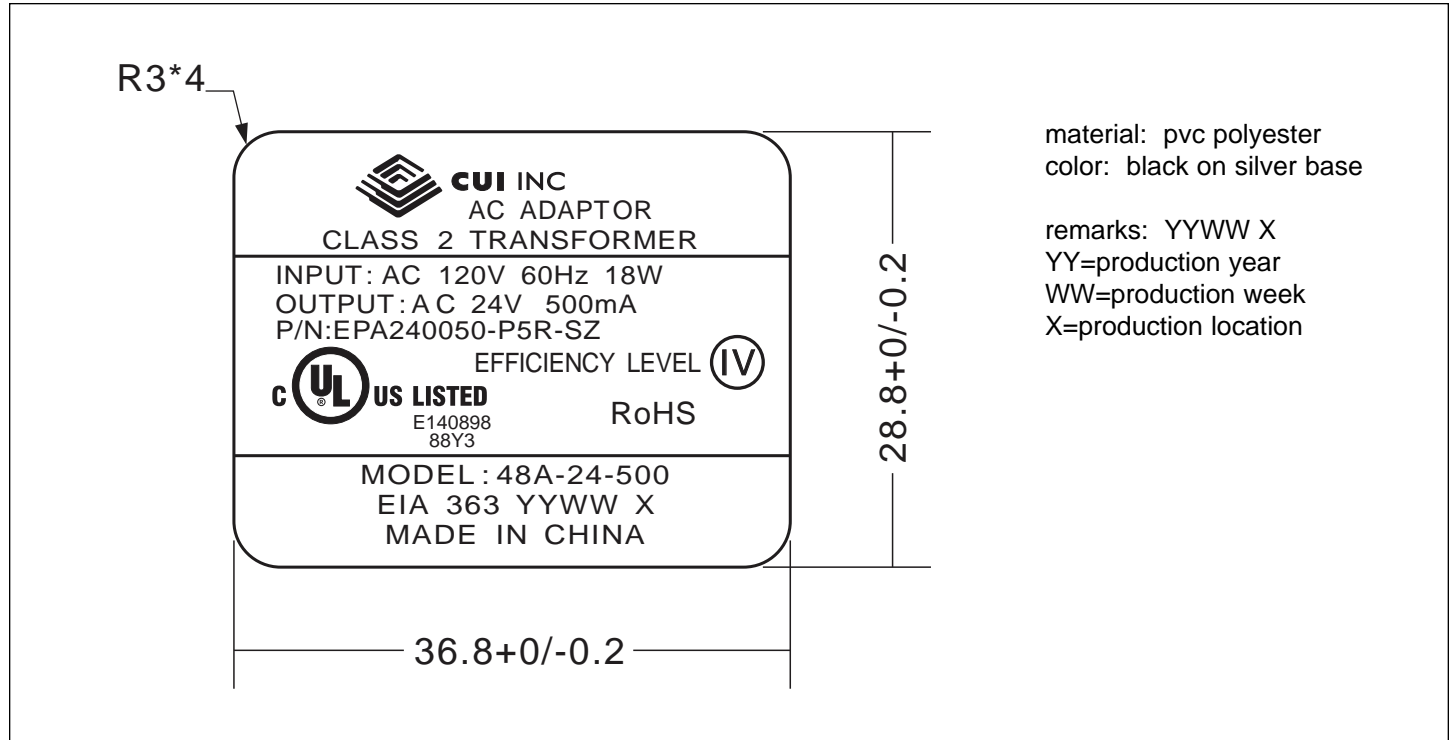 R3*4
CUI INC
AC ADAPTOR
CLASS 2 TRANSFORMER
INPUT: AC 120V 60Hz 18W
OUTPUT: AC 24V 500mA
P/N:EPA240050-P5R-SZ
EFFICIENCY LEVEL IV
C UL® US LISTED
E140898
88Y3
RoHS
MODEL: 48A-24-500
EIA 363 YYWW X
MADE IN CHINA
28.8+0/-0.2
36.8+0/-0.2
material: pvc polyester
color: black on silver base
remarks: YYWW X
YY=production year
WW=production week
X=production location